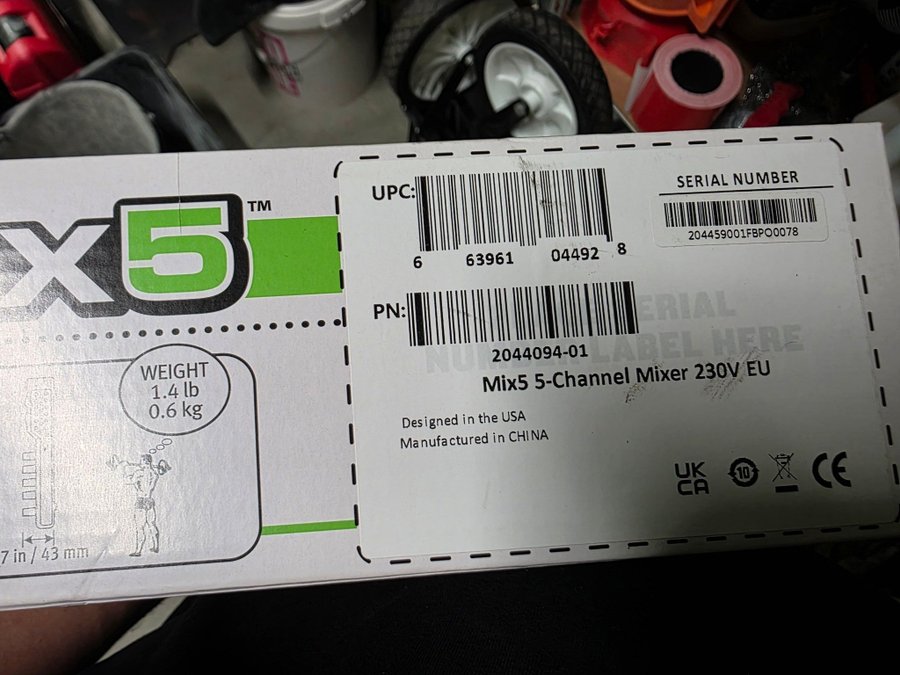 x5™
WEIGHT
1.4 lb
0.6 kg
7 in / 43 mm
UPC:
6 63961 04492 8
SERIAL NUMBER
204459001FBPO0078
PN:
2044094-01
SERIAL
NUMBER LABEL HERE
Mix5 5-Channel Mixer 230V EU
Designed in the USA
Manufactured in CHINA
UK
CA
10
CE